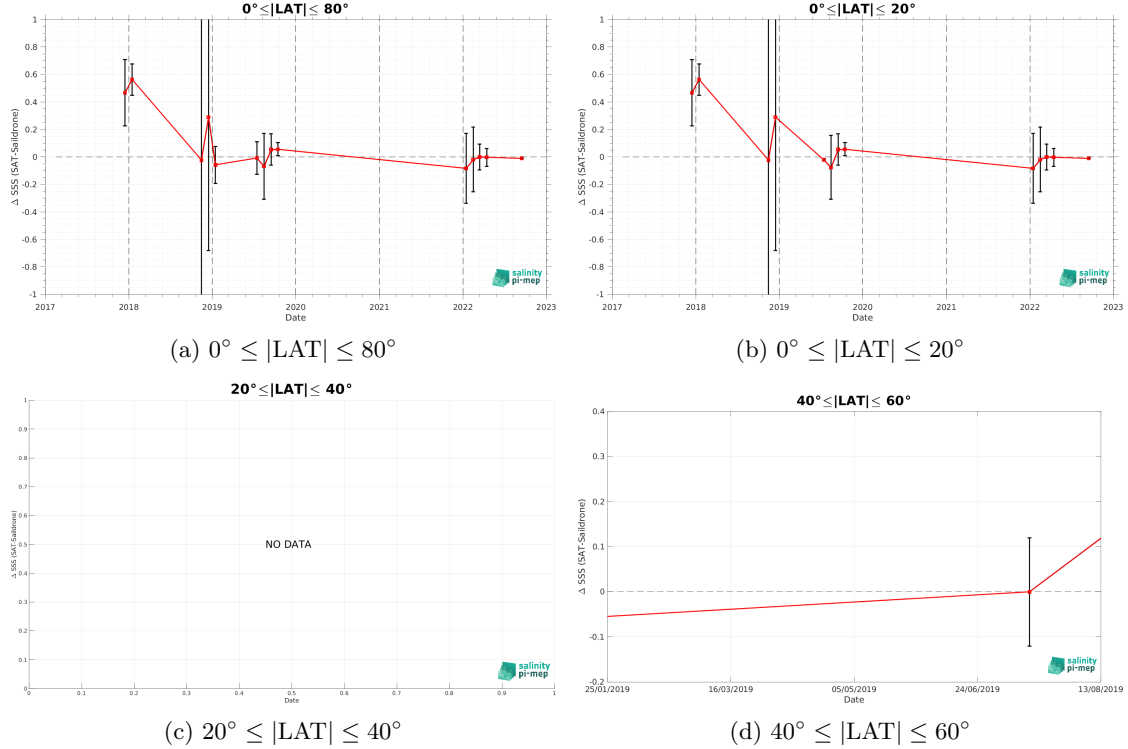 0°≤|LAT|≤ 80°
1
0.8
0.6
0.4
0.2
0
-0.2
-0.4
-0.6
-0.8
-1
Δ SSS (SAT-Saildrone)
2017 2018 2019 2020 2021 2022 2023
Date
salinity
pi-mep
(a) 0° ≤ |LAT| ≤ 80°
0°≤|LAT|≤ 20°
1
0.8
0.6
0.4
0.2
0
-0.2
-0.4
-0.6
-0.8
-1
Δ SSS (SAT-Saildrone)
2017 2018 2019 2020 2021 2022 2023
Date
salinity
pi-mep
(b) 0° ≤ |LAT| ≤ 20°
20°≤|LAT|≤ 40°
1
0.9
0.8
0.7
0.6
0.5
0.4
0.3
0.2
0.1
0
Δ SSS (SAT-Saildrone)
NO DATA
0 0.1 0.2 0.3 0.4 0.5 0.6 0.7 0.8 0.9 1
Date
salinity
pi-mep
(c) 20° ≤ |LAT| ≤ 40°
40°≤|LAT|≤ 60°
0.4
0.3
0.2
0.1
0
-0.1
-0.2
Δ SSS (SAT-Saildrone)
25/01/2019 16/03/2019 05/05/2019 24/06/2019 13/08/2019
Date
salinity
pi-mep
(d) 40° ≤ |LAT| ≤ 60°